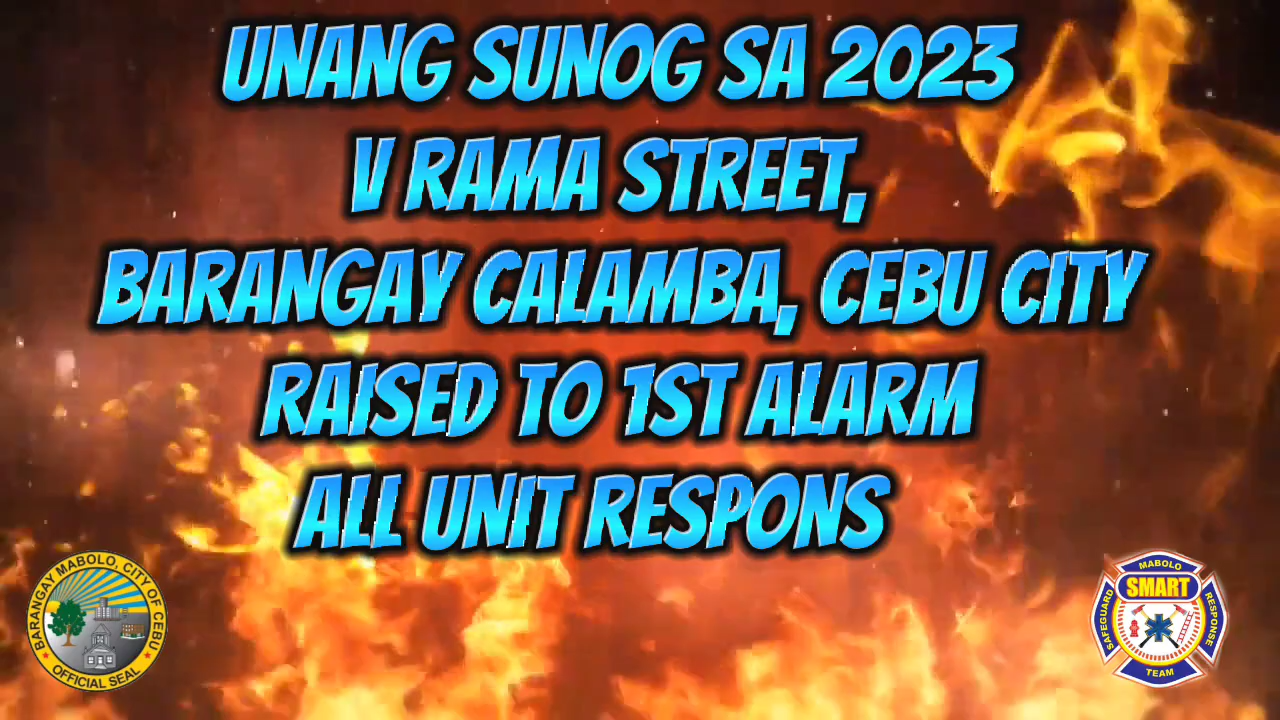 UNANG SUNOG SA 2023
V RAMA STREET,
BARANGAY CALAMBA, CEBU CITY
RAISED TO 1ST ALARM
ALL UNIT RESPONS
BARANGAY MABOLO, CITY OF CEBU
OFFICIAL SEAL
MABOLO
SMART
SAFEGUARD
RESPONSE
TEAM